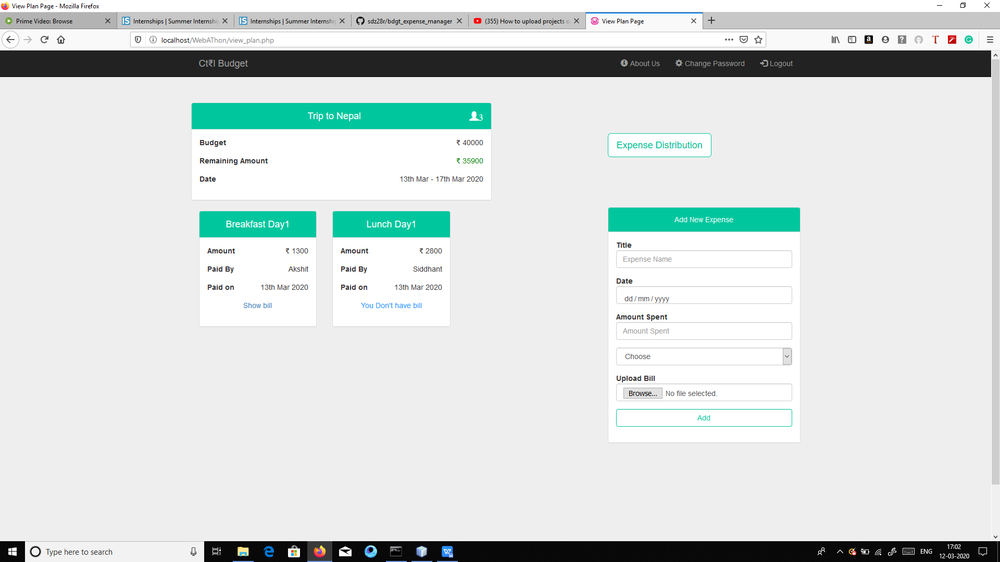 View Plan Page - Mozilla Firefox
Prime Video: Browse
Internships | Summer Internshi
Internships | Summer Internshi
sdz28r/bdgt_expense_manager
(355) How to upload projects o
View Plan Page
localhost/WebAThon/view_plan.php
Ct₹l Budget
About Us
Change Password
Logout
Trip to Nepal
3
Budget ₹ 40000
Remaining Amount ₹ 35900
Date 13th Mar - 17th Mar 2020
Expense Distribution
Breakfast Day1
Amount ₹ 1300
Paid By Akshit
Paid on 13th Mar 2020
Show bill
Lunch Day1
Amount ₹ 2800
Paid By Siddhant
Paid on 13th Mar 2020
You Don't have bill
Add New Expense
Title
Expense Name
Date
dd / mm / yyyy
Amount Spent
Amount Spent
Choose
Upload Bill
Browse... No file selected.
Add
Type here to search
ENG
17:02
12-03-2020